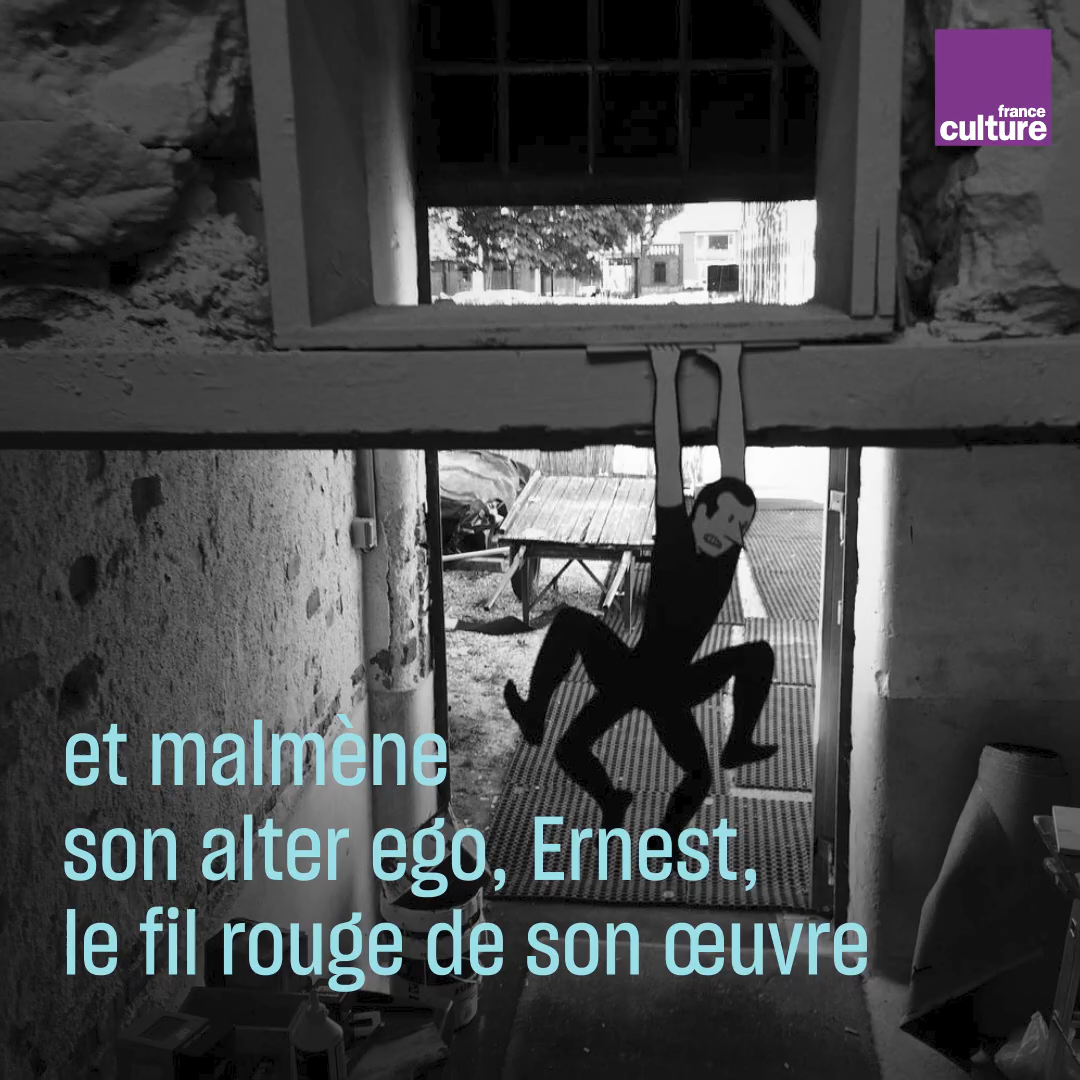 france
culture
et malmène
son alter ego, Ernest,
le fil rouge de son œuvre